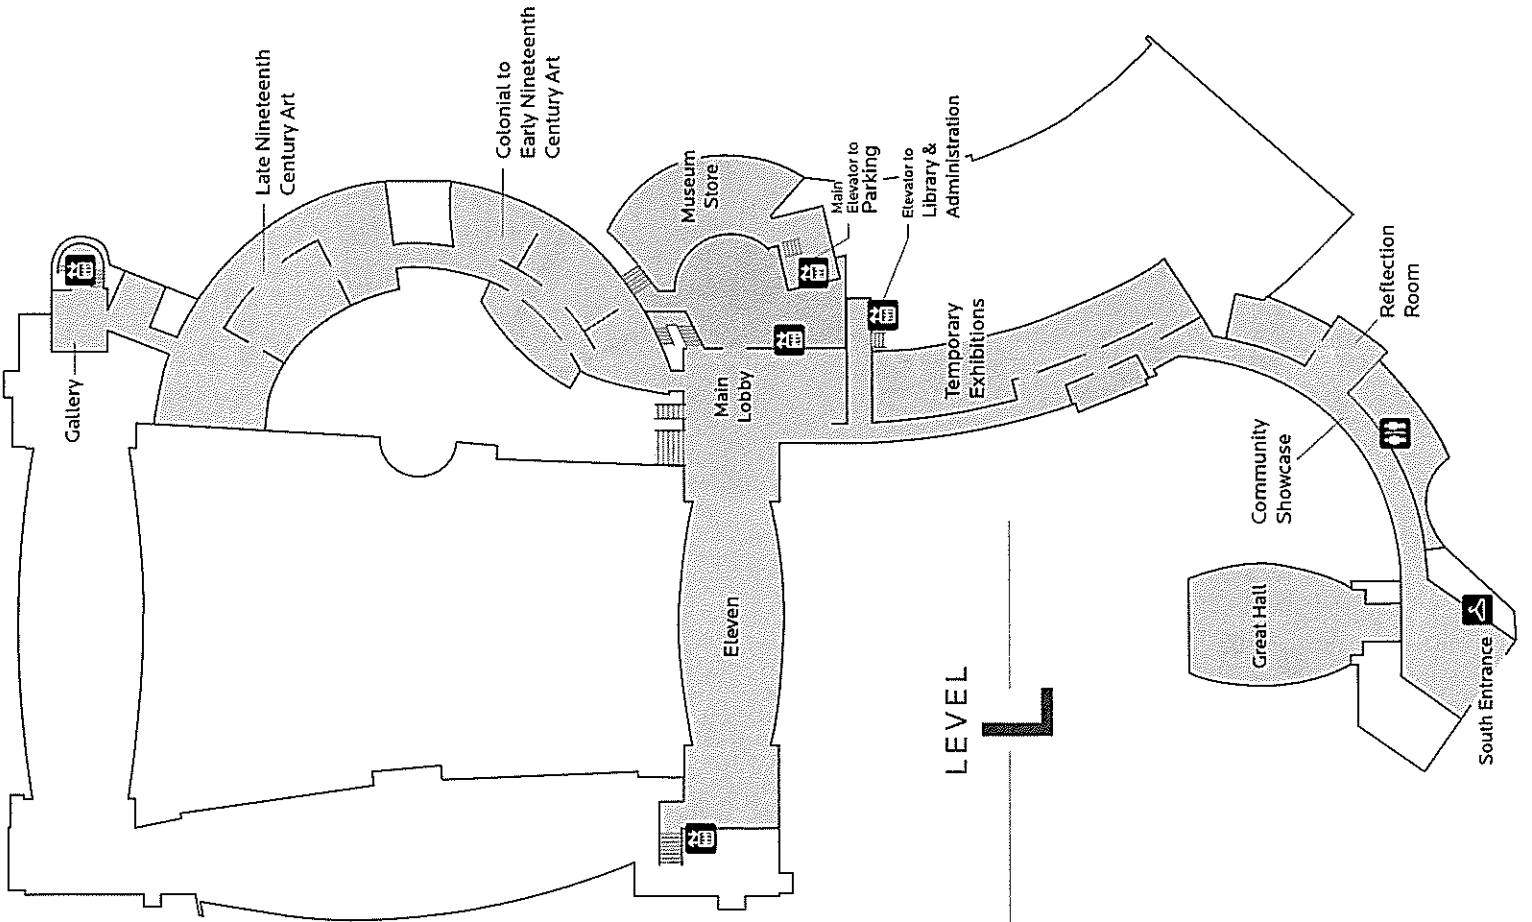 Late Nineteenth
Century Art
Colonial to
Early Nineteenth
Century Art
Gallery
Museum
Store
Main
Elevator to
Parking
Elevator to
Library &
Administration
Main
Lobby
Temporary
Exhibitions
Reflection
Room
Community
Showcase
Eleven
Great Hall
LEVEL
L
South Entrance